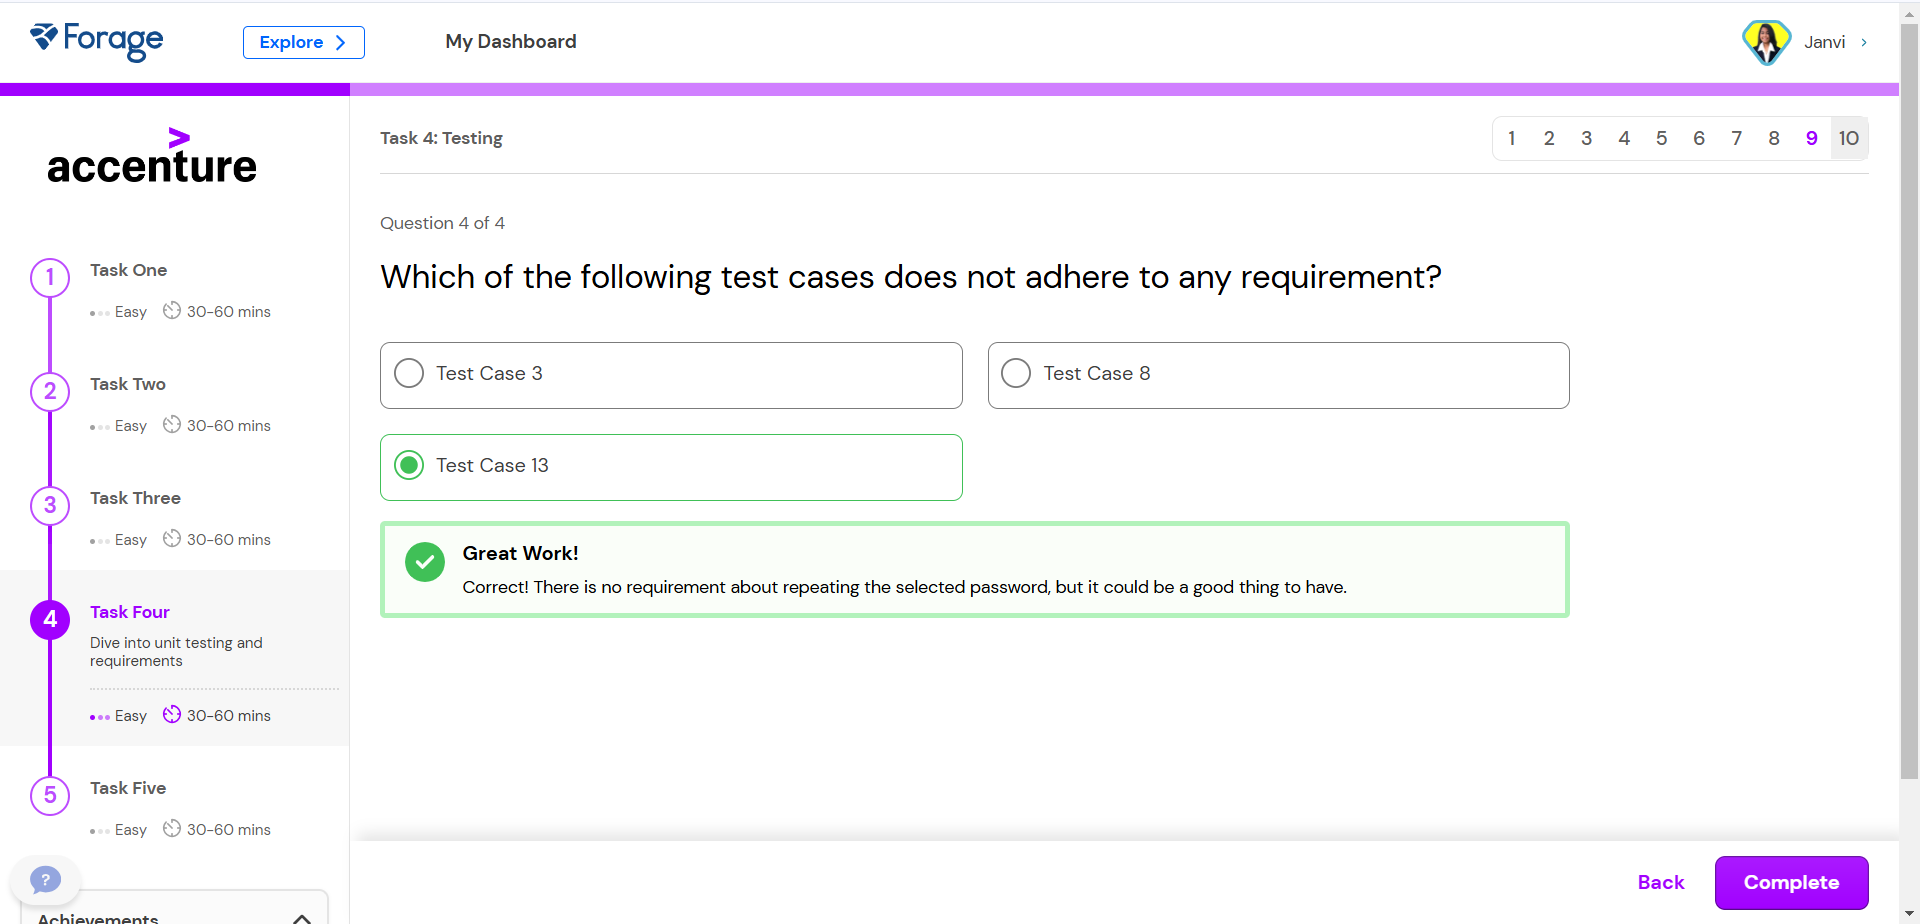 Forage
Explore
My Dashboard
Janvi
accenture
Task 4: Testing
1 2 3 4 5 6 7 8 9 10
Question 4 of 4
Which of the following test cases does not adhere to any requirement?
Test Case 3
Test Case 8
Test Case 13
Great Work!
Correct! There is no requirement about repeating the selected password, but it could be a good thing to have.
1
Task One
Easy 30-60 mins
2
Task Two
Easy 30-60 mins
3
Task Three
Easy 30-60 mins
4
Task Four
Dive into unit testing and
requirements
Easy 30-60 mins
5
Task Five
Easy 30-60 mins
?
Achievements
Back
Complete